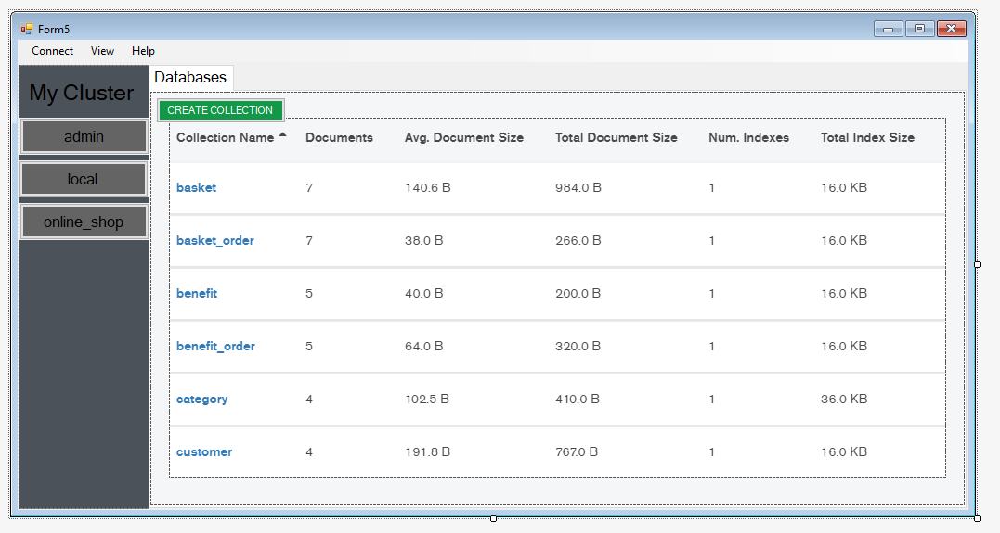 Form5
Connect View Help
My Cluster
admin
local
online_shop
Databases
CREATE COLLECTION
Collection Name Documents Avg. Document Size Total Document Size Num. Indexes Total Index Size
basket 7 140.6 B 984.0 B 1 16.0 KB
basket_order 7 38.0 B 266.0 B 1 16.0 KB
benefit 5 40.0 B 200.0 B 1 16.0 KB
benefit_order 5 64.0 B 320.0 B 1 16.0 KB
category 4 102.5 B 410.0 B 1 36.0 KB
customer 4 191.8 B 767.0 B 1 16.0 KB